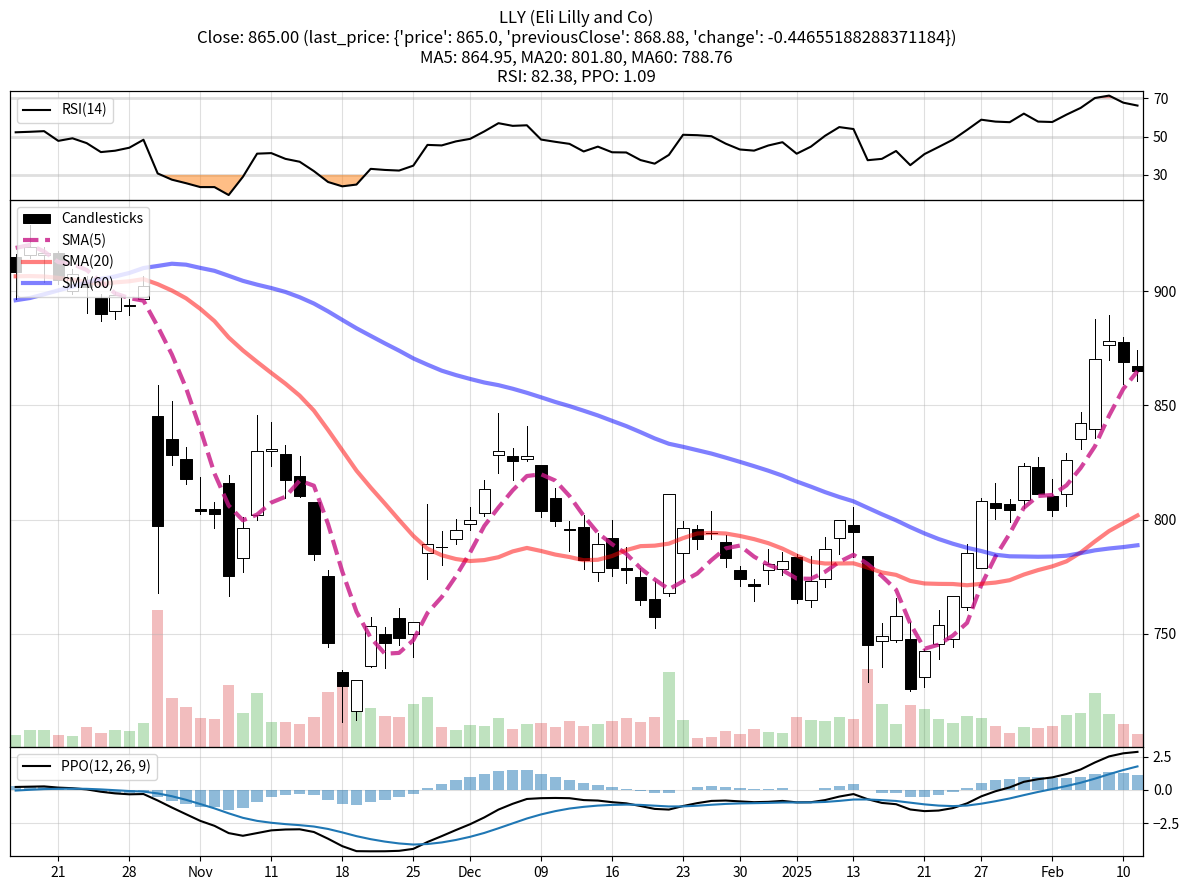 LLY (Eli Lilly and Co)
Close: 865.00 (last_price: {'price': 865.0, 'previousClose': 868.88, 'change': -0.44655188288371184})
MA5: 864.95, MA20: 801.80, MA60: 788.76
RSI: 82.38, PPO: 1.09
RSI(14)
70
50
30
Candlesticks
SMA(5)
SMA(20)
SMA(60)
900
850
800
750
PPO(12, 26, 9)
2.5
0.0
−2.5
21 28 Nov 11 18 25 Dec 09 16 23 30 2025 13 21 27 Feb 10